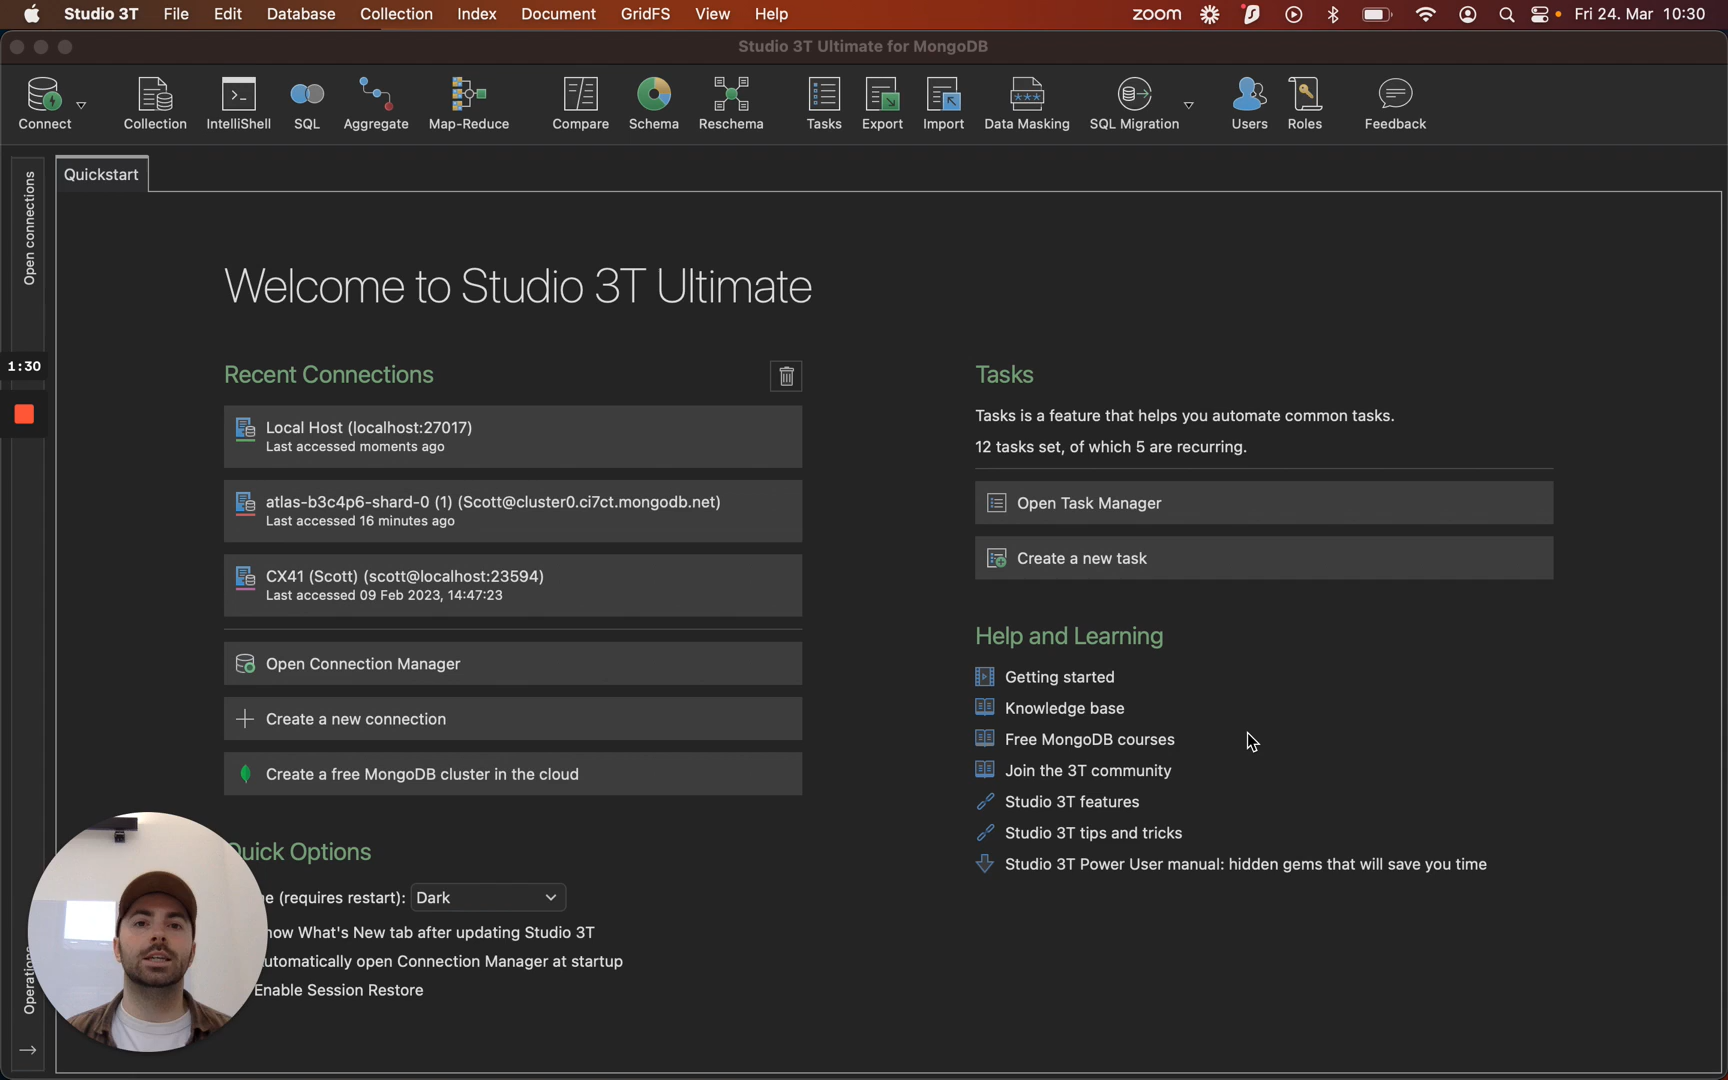 Studio 3T File Edit Database Collection Index Document GridFS View Help zoom Fri 24. Mar 10:30
Studio 3T Ultimate for MongoDB
Connect Collection IntelliShell SQL Aggregate Map-Reduce Compare Schema Reschema Tasks Export Import Data Masking SQL Migration Users Roles Feedback
Open connections
Quickstart
1:30
Operations
Welcome to Studio 3T Ultimate
Recent Connections
Local Host (localhost:27017)
Last accessed moments ago
atlas-b3c4p6-shard-0 (1) (Scott@cluster0.ci7ct.mongodb.net)
Last accessed 16 minutes ago
CX41 (Scott) (scott@localhost:23594)
Last accessed 09 Feb 2023, 14:47:23
Open Connection Manager
Create a new connection
Create a free MongoDB cluster in the cloud
Quick Options
(requires restart): Dark
What's New tab after updating Studio 3T
open Connection Manager at startup
Enable Session Restore
Tasks
Tasks is a feature that helps you automate common tasks.
12 tasks set, of which 5 are recurring.
Open Task Manager
Create a new task
Help and Learning
Getting started
Knowledge base
Free MongoDB courses
Join the 3T community
Studio 3T features
Studio 3T tips and tricks
Studio 3T Power User manual: hidden gems that will save you time